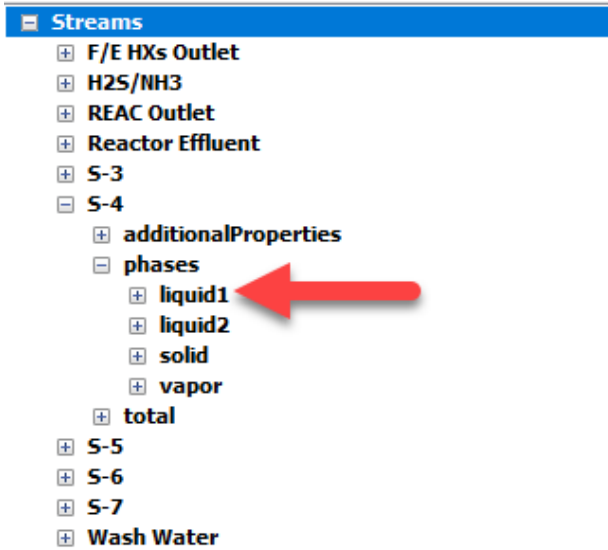 Streams
F/E HXs Outlet
H2S/NH3
REAC Outlet
Reactor Effluent
S-3
S-4
additionalProperties
phases
liquid1
liquid2
solid
vapor
total
S-5
S-6
S-7
Wash Water